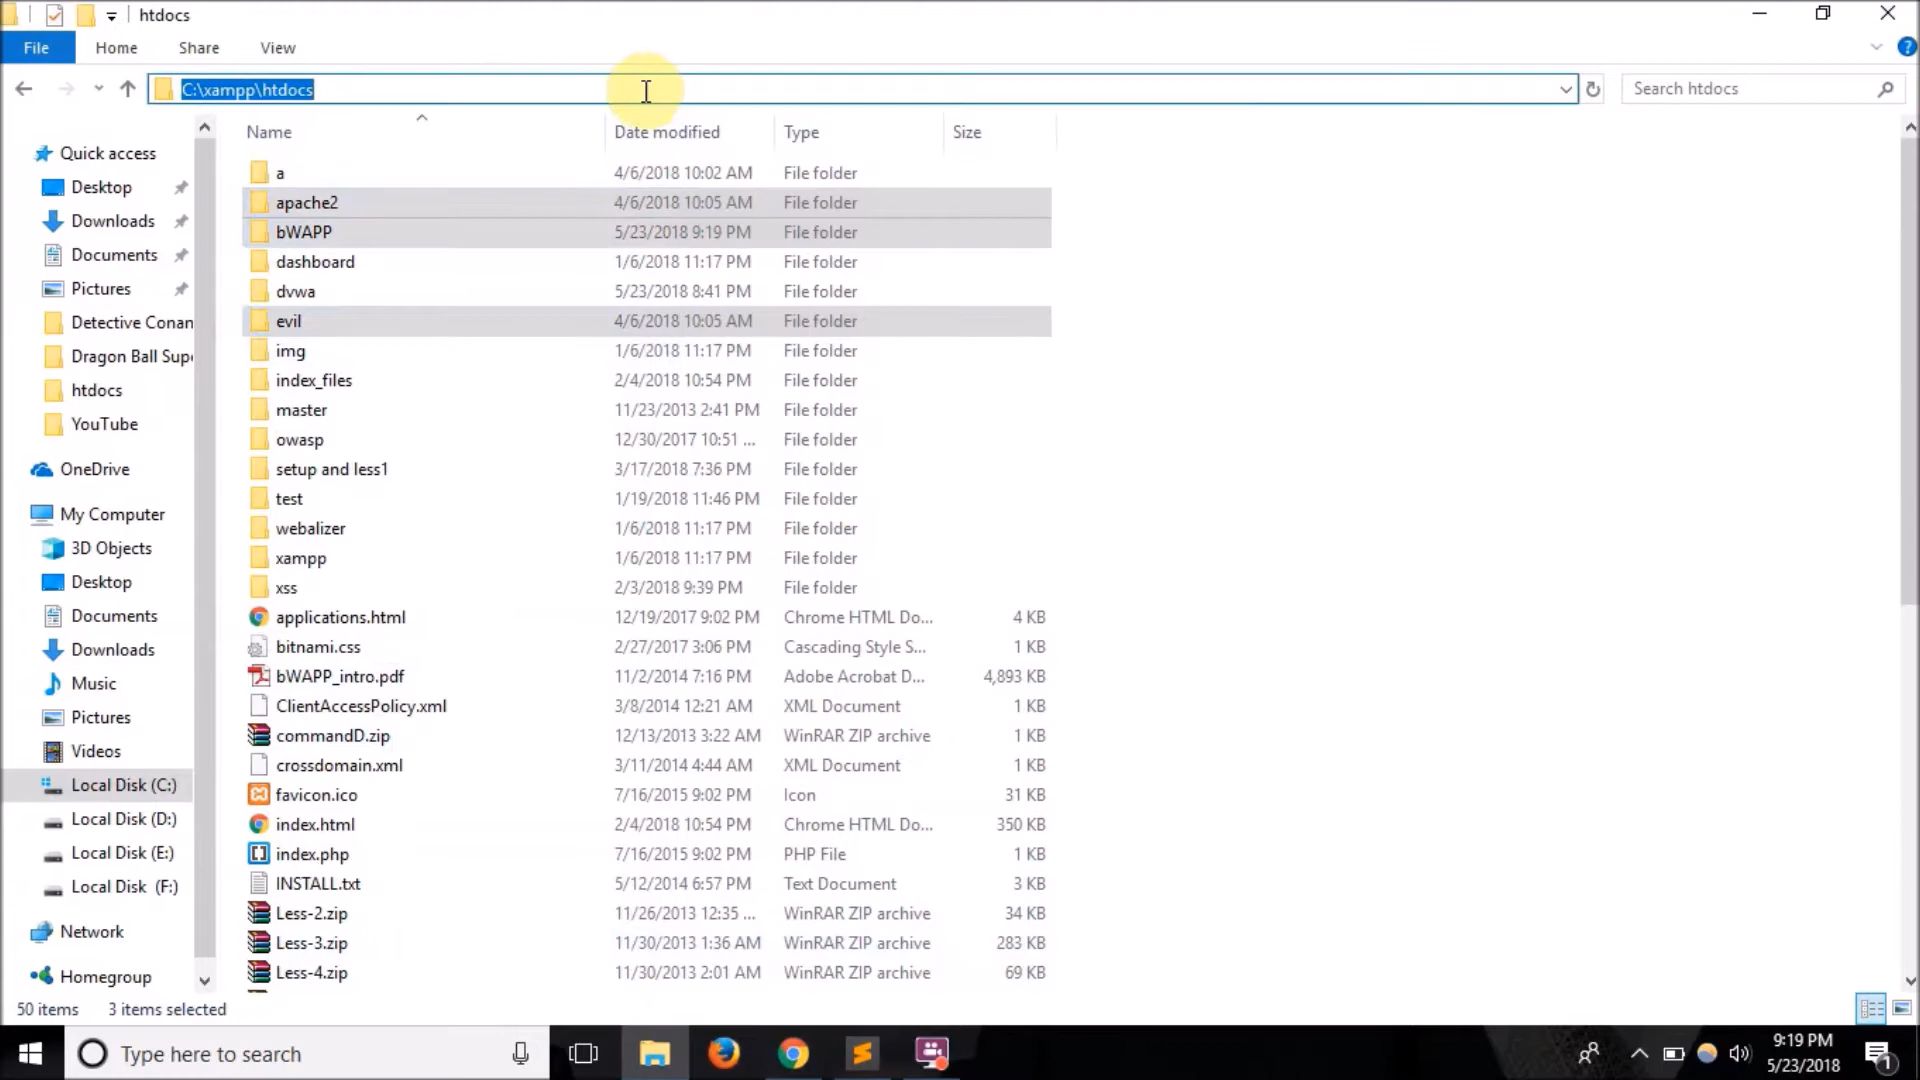 htdocs
File Home Share View
C:\xampp\htdocs
Search htdocs
Name Date modified Type Size
Quick access
Desktop
Downloads
Documents
Pictures
Detective Conan
Dragon Ball Supe
htdocs
YouTube
OneDrive
My Computer
3D Objects
Desktop
Documents
Downloads
Music
Pictures
Videos
Local Disk (C:)
Local Disk (D:)
Local Disk (E:)
Local Disk (F:)
Network
Homegroup
a 4/6/2018 10:02 AM File folder
apache2 4/6/2018 10:05 AM File folder
bWAPP 5/23/2018 9:19 PM File folder
dashboard 1/6/2018 11:17 PM File folder
dvwa 5/23/2018 8:41 PM File folder
evil 4/6/2018 10:05 AM File folder
img 1/6/2018 11:17 PM File folder
index_files 2/4/2018 10:54 PM File folder
master 11/23/2013 2:41 PM File folder
owasp 12/30/2017 10:51 ... File folder
setup and less1 3/17/2018 7:36 PM File folder
test 1/19/2018 11:46 PM File folder
webalizer 1/6/2018 11:17 PM File folder
xampp 1/6/2018 11:17 PM File folder
xss 2/3/2018 9:39 PM File folder
applications.html 12/19/2017 9:02 PM Chrome HTML Do... 4 KB
bitnami.css 2/27/2017 3:06 PM Cascading Style S... 1 KB
bWAPP_intro.pdf 11/2/2014 7:16 PM Adobe Acrobat D... 4,893 KB
ClientAccessPolicy.xml 3/8/2014 12:21 AM XML Document 1 KB
commandD.zip 12/13/2013 3:22 AM WinRAR ZIP archive 1 KB
crossdomain.xml 3/11/2014 4:44 AM XML Document 1 KB
favicon.ico 7/16/2015 9:02 PM Icon 31 KB
index.html 2/4/2018 10:54 PM Chrome HTML Do... 350 KB
index.php 7/16/2015 9:02 PM PHP File 1 KB
INSTALL.txt 5/12/2014 6:57 PM Text Document 3 KB
Less-2.zip 11/26/2013 12:35 ... WinRAR ZIP archive 34 KB
Less-3.zip 11/30/2013 1:36 AM WinRAR ZIP archive 283 KB
Less-4.zip 11/30/2013 2:01 AM WinRAR ZIP archive 69 KB
50 items 3 items selected
Type here to search
9:19 PM
5/23/2018
1